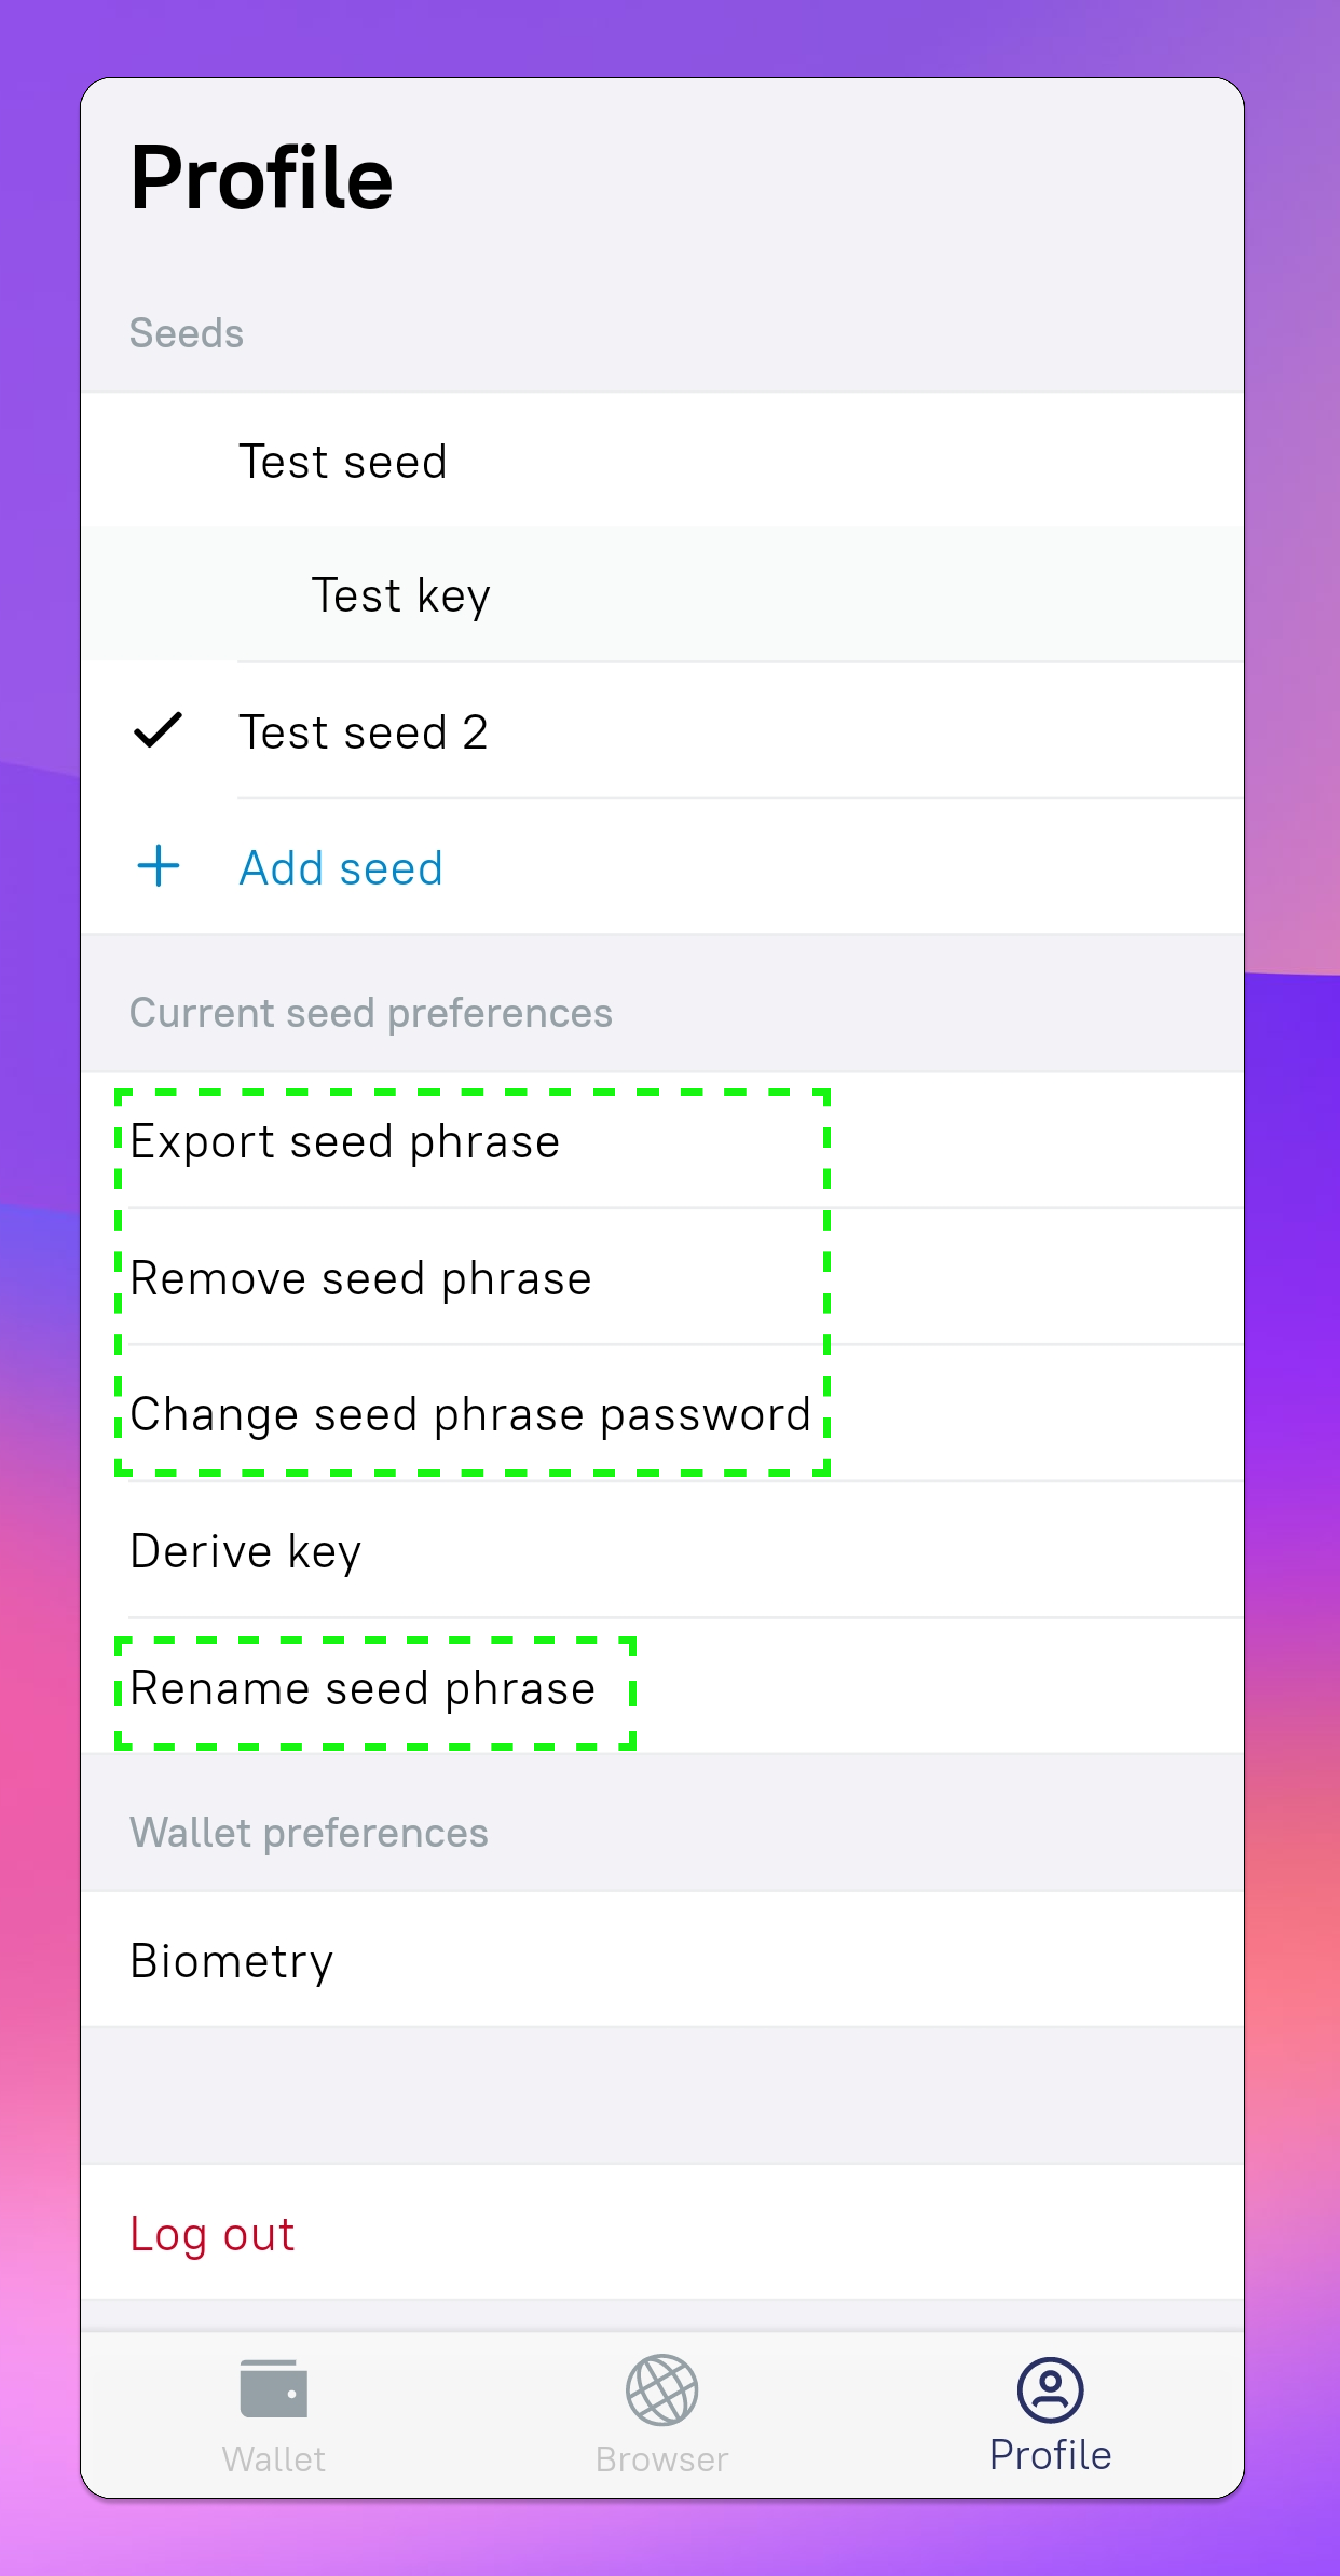 Profile
Seeds
Test seed
Test key
Test seed 2
Add seed
Current seed preferences
Export seed phrase
Remove seed phrase
Change seed phrase password
Derive key
Rename seed phrase
Wallet preferences
Biometry
Log out
Wallet
Browser
Profile